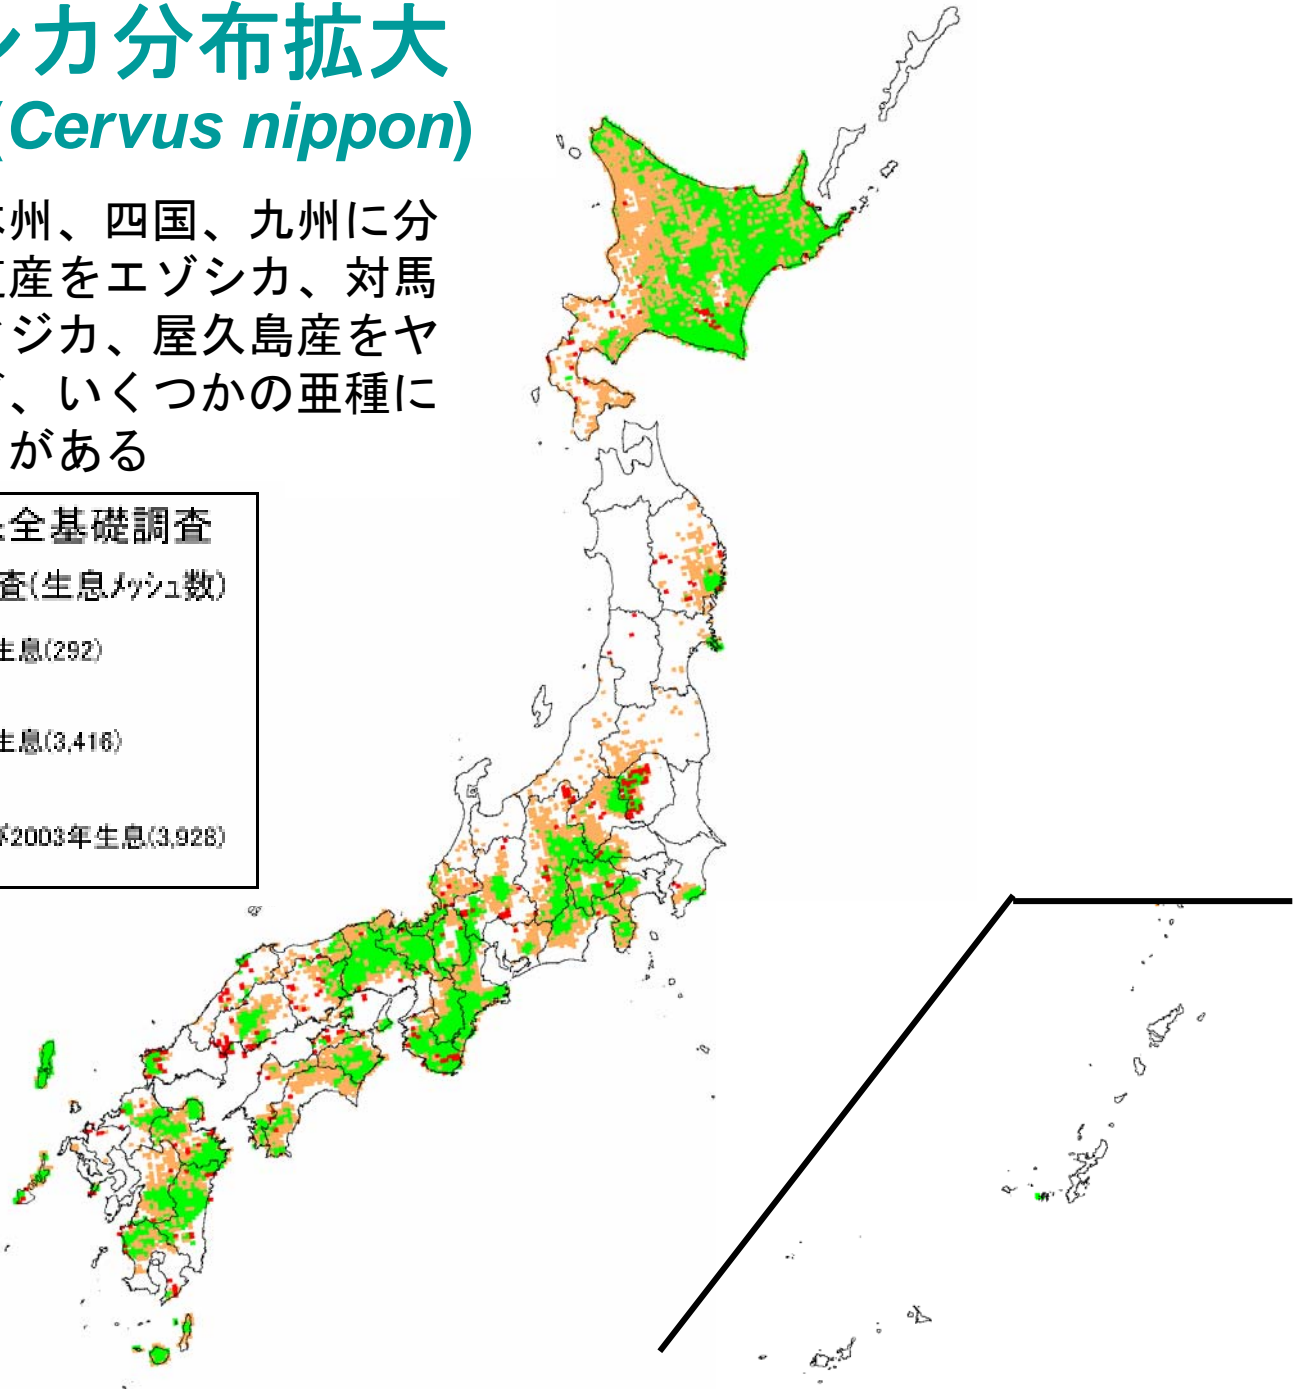 シカ分布拡大
(Cervus nippon)
本州、四国、九州に分
産をエゾシカ、対馬
ジカ、屋久島産をヤ
、いくつかの亜種に
がある
全基礎調査
査(生息メッシュ数)
生息(292)
生息(3,416)
2003年生息(3,928)